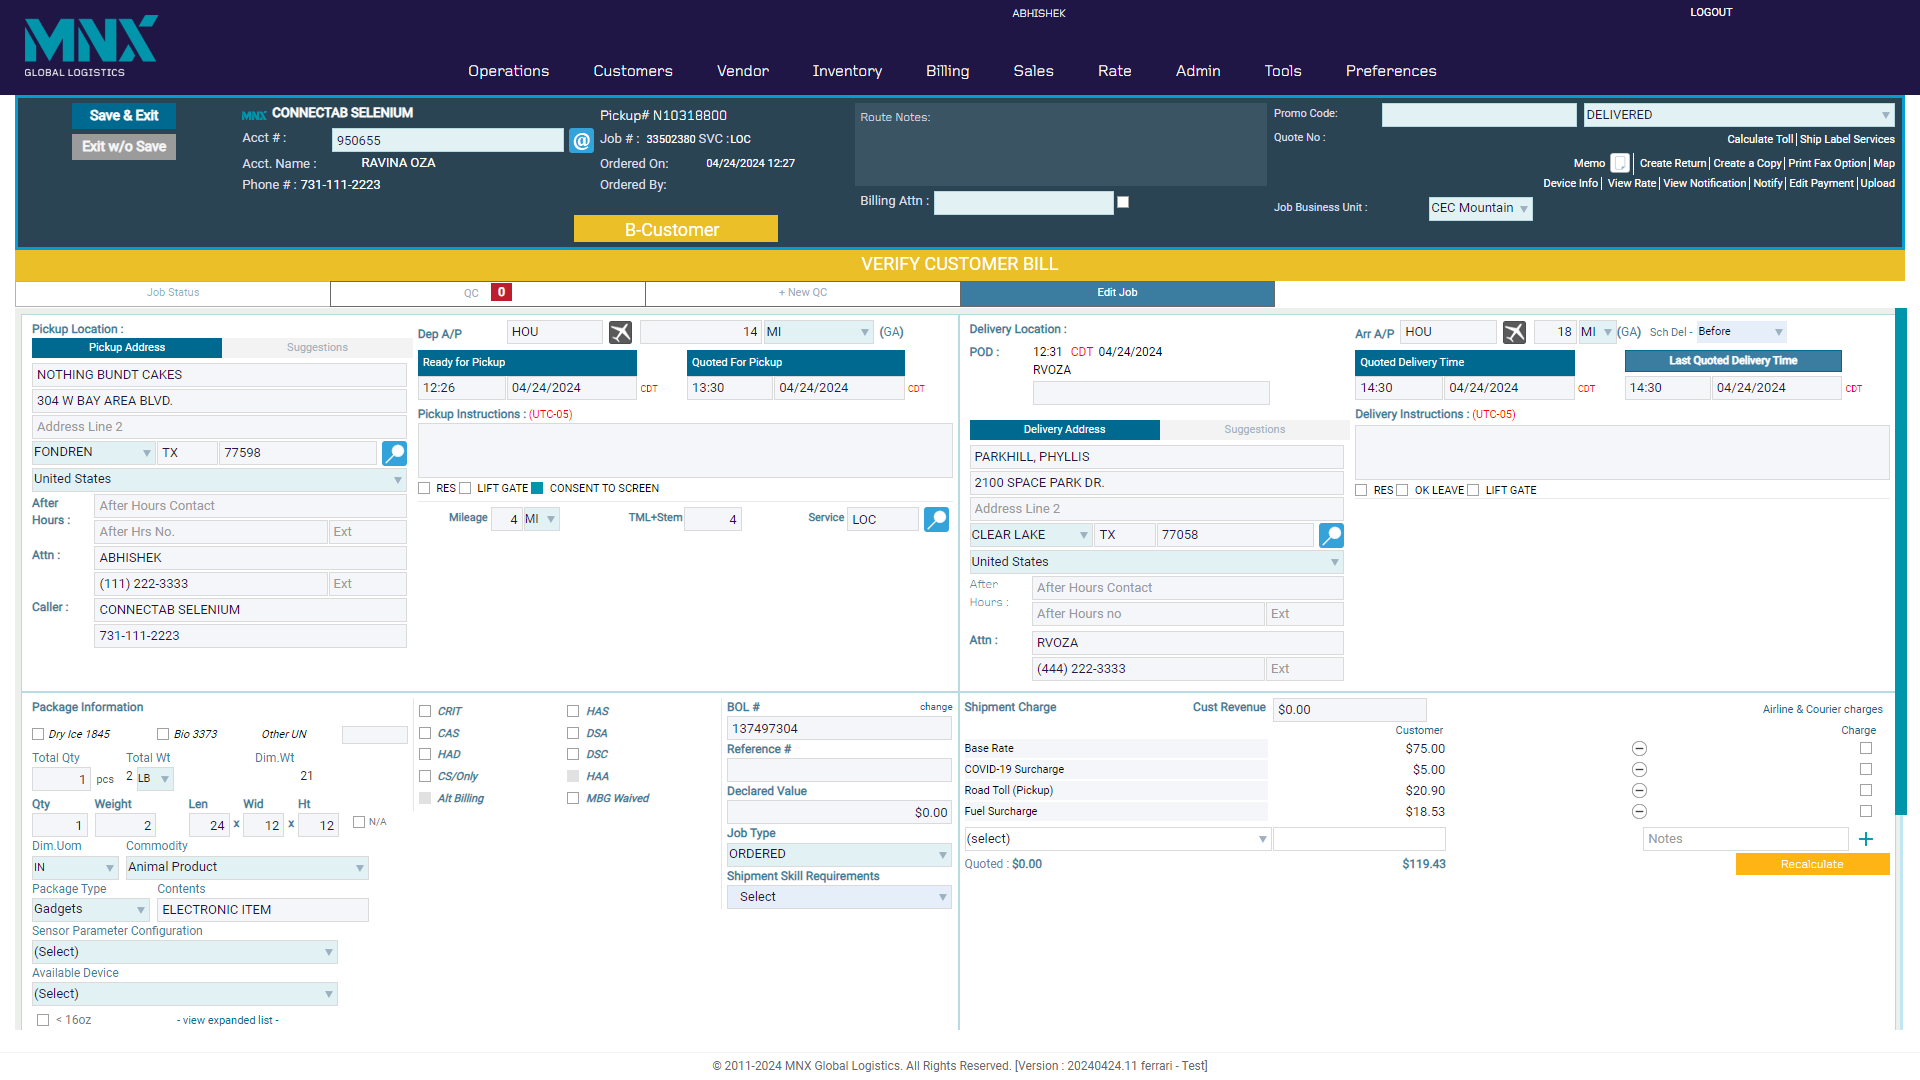 ABHISHEK
LOGOUT
MNX
GLOBAL LOGISTICS
Operations Customers Vendor Inventory Billing Sales Rate Admin Tools Preferences
Save & Exit
Exit w/o Save
MNX CONNECTAB SELENIUM
Acct # : 950655 @
Acct. Name : RAVINA OZA
Phone # : 731-111-2223
Pickup# N10318800
Job # : 33502380 SVC :LOC
Ordered On: 04/24/2024 12:27
Ordered By:
B-Customer
Route Notes:
Billing Attn :
Promo Code: DELIVERED
Quote No :
Calculate Toll | Ship Label Services
Memo | Create Return | Create a Copy | Print Fax Option | Map
Device Info | View Rate | View Notification | Notify | Edit Payment | Upload
Job Business Unit : CEC Mountain
VERIFY CUSTOMER BILL
Job Status
QC 0
+ New QC
Edit Job
Pickup Location :
Pickup Address Suggestions
NOTHING BUNDT CAKES
304 W BAY AREA BLVD.
Address Line 2
FONDREN TX 77598
United States
After Hours : After Hours Contact
After Hrs No. Ext
Attn : ABHISHEK
(111) 222-3333 Ext
Caller : CONNECTAB SELENIUM
731-111-2223
Dep A/P HOU 14 MI (GA)
Ready for Pickup Quoted For Pickup
12:26 04/24/2024 CDT 13:30 04/24/2024 CDT
Pickup Instructions : (UTC-05)
RES LIFT GATE CONSENT TO SCREEN
Mileage 4 MI TML+Stem 4 Service LOC
Delivery Location :
POD : 12:31 CDT 04/24/2024
RVOZA
Delivery Address Suggestions
PARKHILL, PHYLLIS
2100 SPACE PARK DR.
Address Line 2
CLEAR LAKE TX 77058
United States
After Hours : After Hours Contact
After Hours no Ext
Attn : RVOZA
(444) 222-3333 Ext
Arr A/P HOU 18 MI (GA) Sch Del - Before
Quoted Delivery Time Last Quoted Delivery Time
14:30 04/24/2024 CDT 14:30 04/24/2024 CDT
Delivery Instructions : (UTC-05)
RES OK LEAVE LIFT GATE
Package Information
Dry Ice 1845 Bio 3373 Other UN
Total Qty Total Wt Dim.Wt
1 pcs 2 LB 21
Qty Weight Len Wid Ht
1 2 24 x 12 x 12 N/A
Dim.Uom Commodity
IN Animal Product
Package Type Contents
Gadgets ELECTRONIC ITEM
Sensor Parameter Configuration
(Select)
Available Device
(Select)
< 16oz - view expanded list -
CRIT HAS
CAS DSA
HAD DSC
CS/Only HAA
Alt Billing MBG Waived
BOL # change
137497304
Reference #
Declared Value
$0.00
Job Type
ORDERED
Shipment Skill Requirements
Select
Shipment Charge Cust Revenue $0.00 Airline & Courier charges
Customer Charge
Base Rate $75.00
COVID-19 Surcharge $5.00
Road Toll (Pickup) $20.90
Fuel Surcharge $18.53
(select) Notes +
Quoted : $0.00 $119.43 Recalculate
© 2011-2024 MNX Global Logistics. All Rights Reserved. [Version : 20240424.11 ferrari - Test]